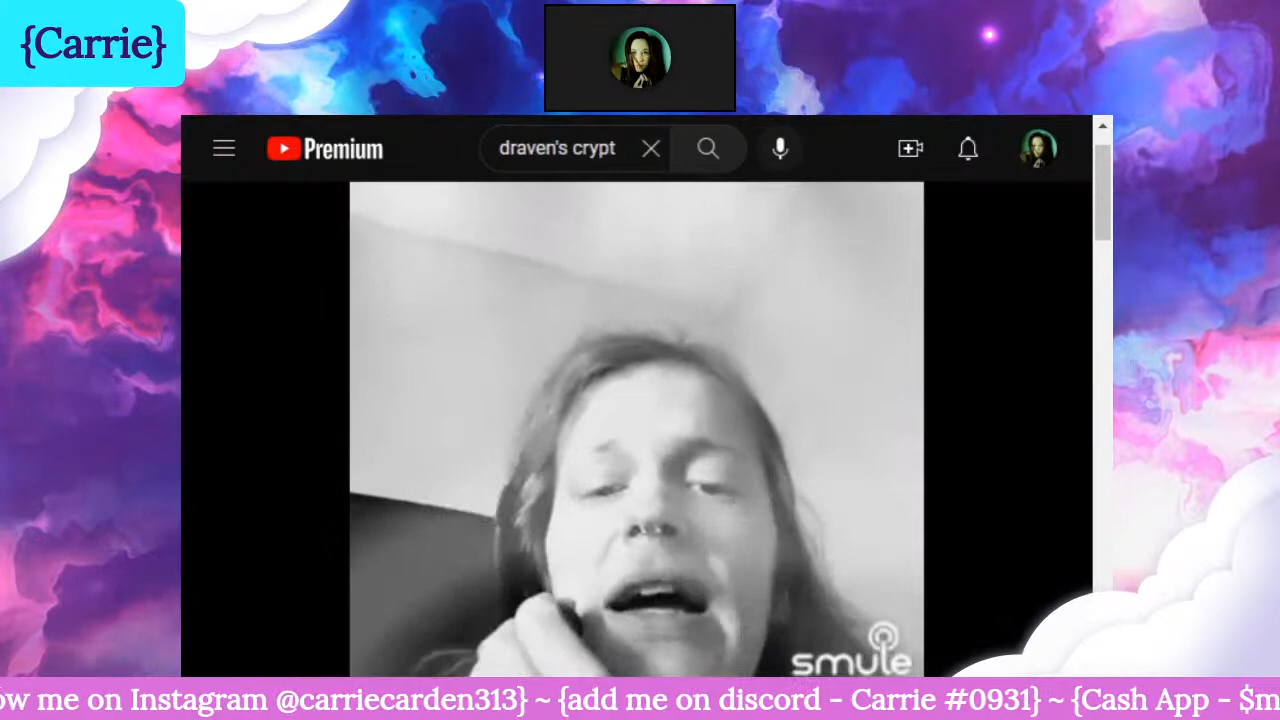 {Carrie}
Premium
draven's crypt
smule
ow me on Instagram @carriecarden313} ~ {add me on discord - Carrie #0931} ~ {Cash App - $m